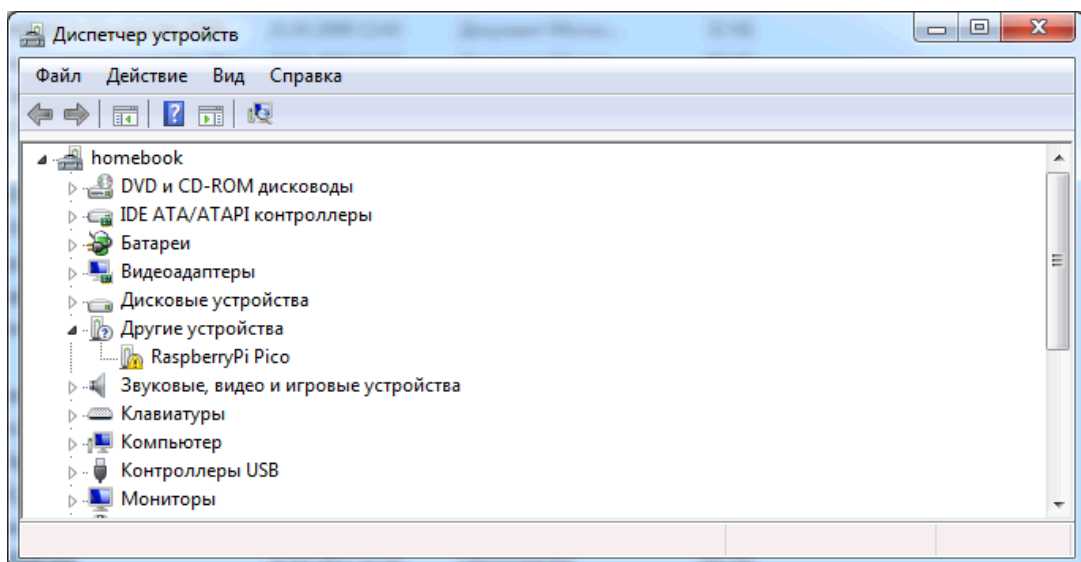 Диспетчер устройств
Файл Действие Вид Справка
homebook
DVD и CD-ROM дисководы
IDE ATA/ATAPI контроллеры
Батареи
Видеоадаптеры
Дисковые устройства
Другие устройства
RaspberryPi Pico
Звуковые, видео и игровые устройства
Клавиатуры
Компьютер
Контроллеры USB
Мониторы